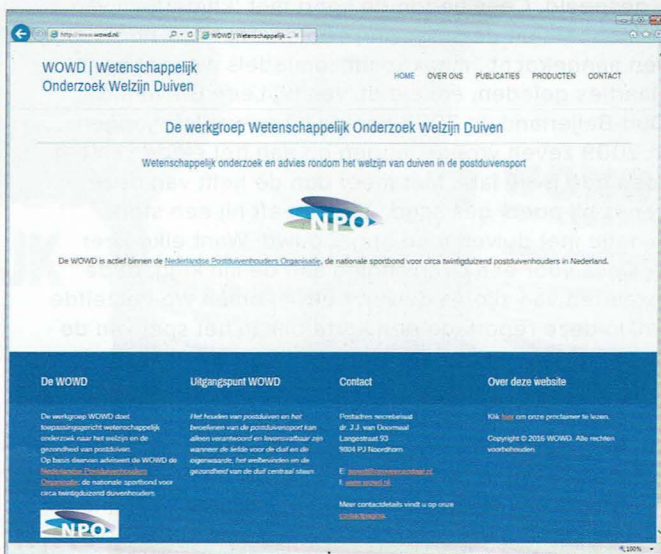 http://www.wowd.nl/
WOWD | Wetenschappelijk ...
WOWD | Wetenschappelijk
Onderzoek Welzijn Duiven
HOME OVER ONS PUBLICATIES PRODUCTEN CONTACT
De werkgroep Wetenschappelijk Onderzoek Welzijn Duiven
Wetenschappelijk onderzoek en advies rondom het welzijn van duiven in de postduivensport
NPO
De WOWD is actief binnen de Nederlandse Postduivenhouders Organisatie, de nationale sportbond voor circa twintigduizend postduivenhouders in Nederland.
De WOWD
De werkgroep WOWD doet
toepassingsgericht wetenschappelijk
onderzoek naar het welzijn en de
gezondheid van postduiven.
Op basis daarvan adviseert de WOWD de
Nederlandse Postduivenhouders
Organisatie, de nationale sportbond voor
circa twintigduizend duivenhouders.
NPO
Uitgangspunt WOWD
Het houden van postduiven en het
beoefenen van de postduivensport kan
alleen verantwoord en levensvatbaar zijn
wanneer de liefde voor de duif en de
eigenwaarde, het welbevinden en de
gezondheid van de duif centraal staan.
Contact
Postadres secretariaat
dr. J.J. van Doormaal
Langestraat 93
9804 PJ Noordhorn
E:
I: www.wowd.nl
Meer contactdetails vindt u op onze
contactpagina.
Over deze website
Klik hier om onze proclaimer te lezen.
Copyright © 2016 WOWD. Alle rechten
voorbehouden.
100%